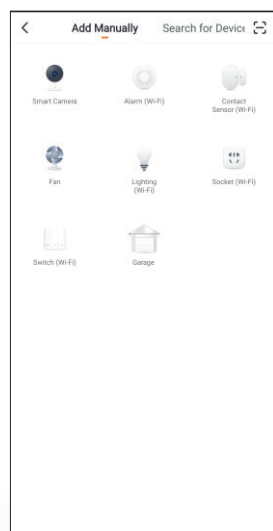 Add Manually
Search for Device
Smart Camera
Alarm (Wi-Fi)
Contact
Sensor (Wi-Fi)
Fan
Lighting
(Wi-Fi)
Socket (Wi-Fi)
Switch (Wi-Fi)
Garage